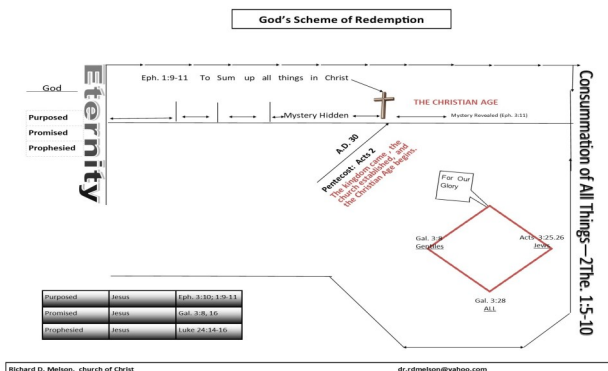 God's Scheme of Redemption
Eph. 1:9-11 To Sum up all things in Christ
God
Eternity
Purposed
Promised
Prophesied
Mystery Hidden
THE CHRISTIAN AGE
Mystery Revealed (Eph. 3:11)
A.D. 30
Pentecost: Acts 2
The kingdom came, the
church established, and
the Christian Age begins.
For Our
Glory
Gal. 3:8
Gentiles
Acts. 3:25.26
Jews
Gal. 3:28
ALL
Consummation of All Things—2The. 1:5-10
Purposed Jesus Eph. 3:10; 1:9-11
Promised Jesus Gal. 3:8, 16
Prophesied Jesus Luke 24:14-16
Richard D. Melson, church of Christ dr.rdmelson@yahoo.com